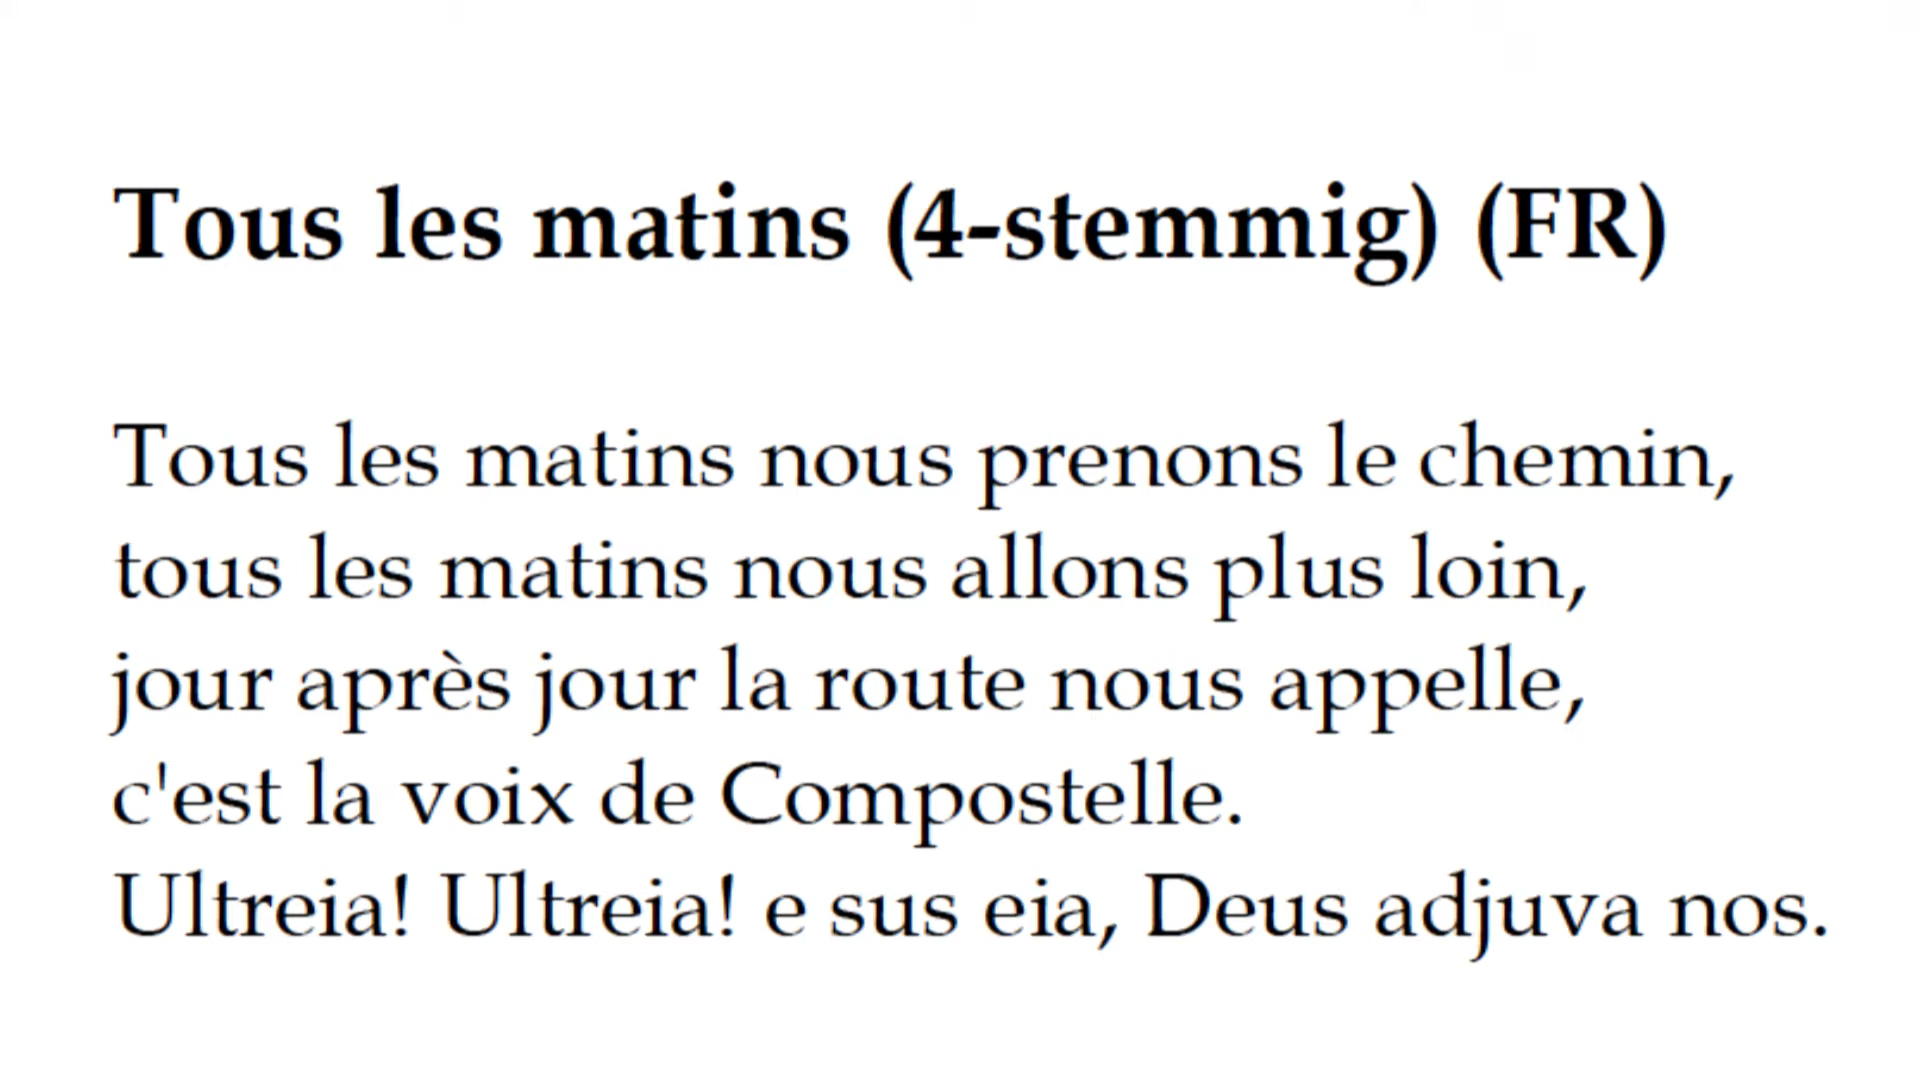 Tous les matins (4-stemmig) (FR)
Tous les matins nous prenons le chemin,
tous les matins nous allons plus loin,
jour après jour la route nous appelle,
c'est la voix de Compostelle.
Ultreia! Ultreia! e sus eia, Deus adjuva nos.